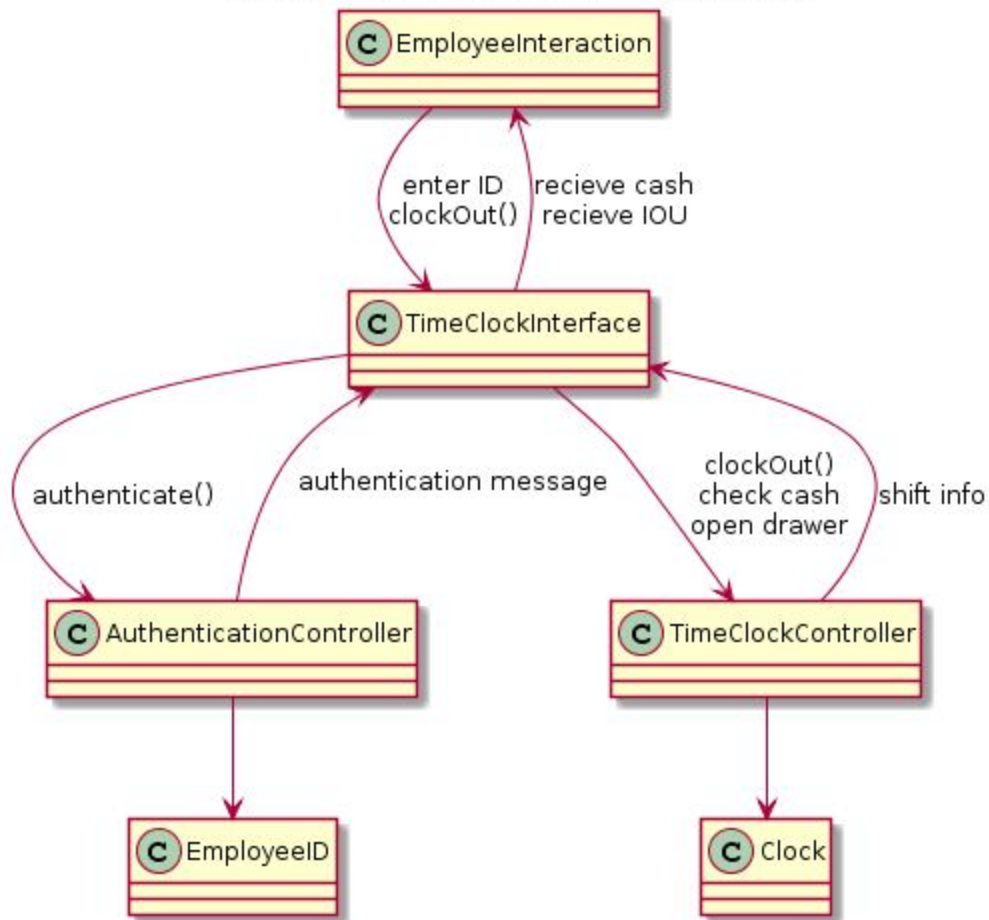 C EmployeeInteraction
enter ID
clockOut()
recieve cash
recieve IOU
C TimeClockInterface
authenticate()
authentication message
clockOut()
check cash
open drawer
shift info
C AuthenticationController
C TimeClockController
C EmployeeID
C Clock